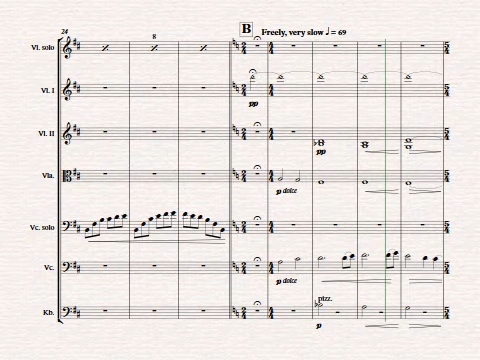 24
8
B Freely, very slow ♩ = 69
Vl. solo
Vl. I
pp
Vl. II
pp
Vla.
p dolce
Vc. solo
Vc.
p dolce
pizz.
Kb.
p